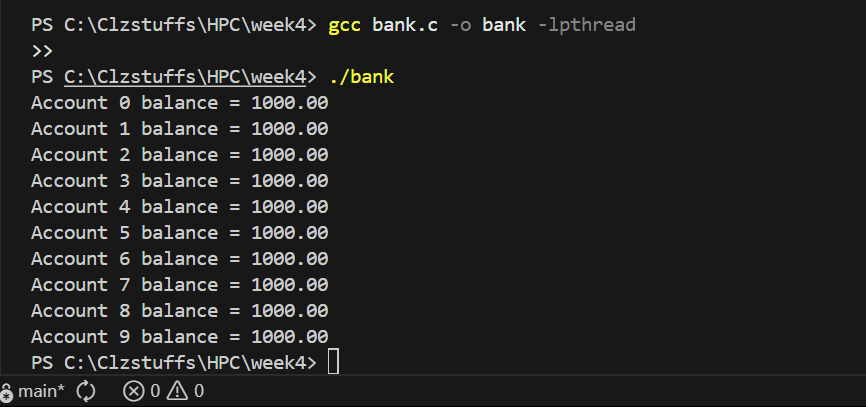 PS C:\Clzstuffs\HPC\week4> gcc bank.c -o bank -lpthread
>>
PS C:\Clzstuffs\HPC\week4> ./bank
Account 0 balance = 1000.00
Account 1 balance = 1000.00
Account 2 balance = 1000.00
Account 3 balance = 1000.00
Account 4 balance = 1000.00
Account 5 balance = 1000.00
Account 6 balance = 1000.00
Account 7 balance = 1000.00
Account 8 balance = 1000.00
Account 9 balance = 1000.00
PS C:\Clzstuffs\HPC\week4>
main* 0 0